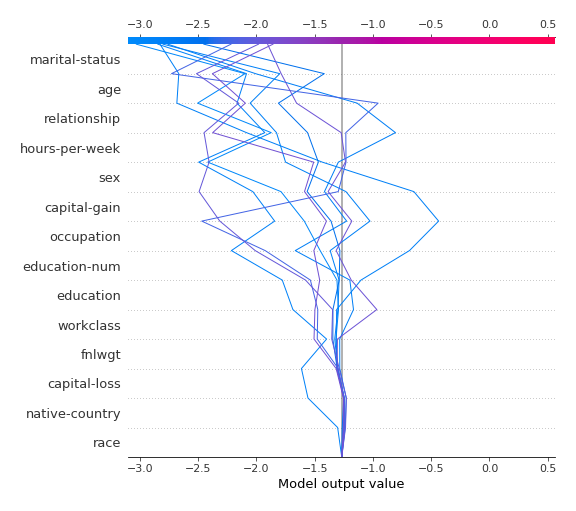 −3.0 −2.5 −2.0 −1.5 −1.0 −0.5 0.0 0.5
marital-status
age
relationship
hours-per-week
sex
capital-gain
occupation
education-num
education
workclass
fnlwgt
capital-loss
native-country
race
−3.0 −2.5 −2.0 −1.5 −1.0 −0.5 0.0 0.5
Model output value